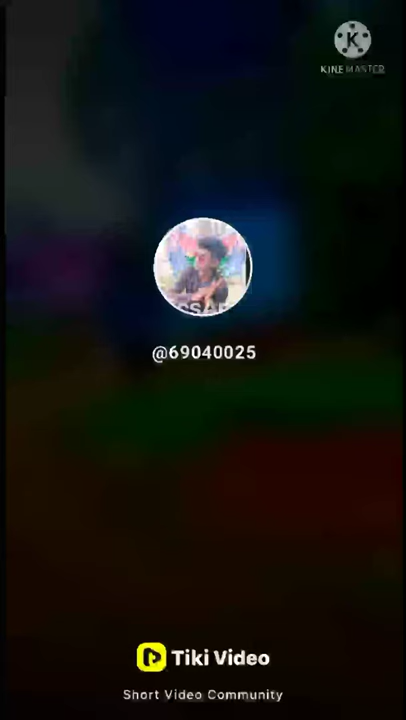 K
KINEMASTER
@69040025
Tiki Video
Short Video Community